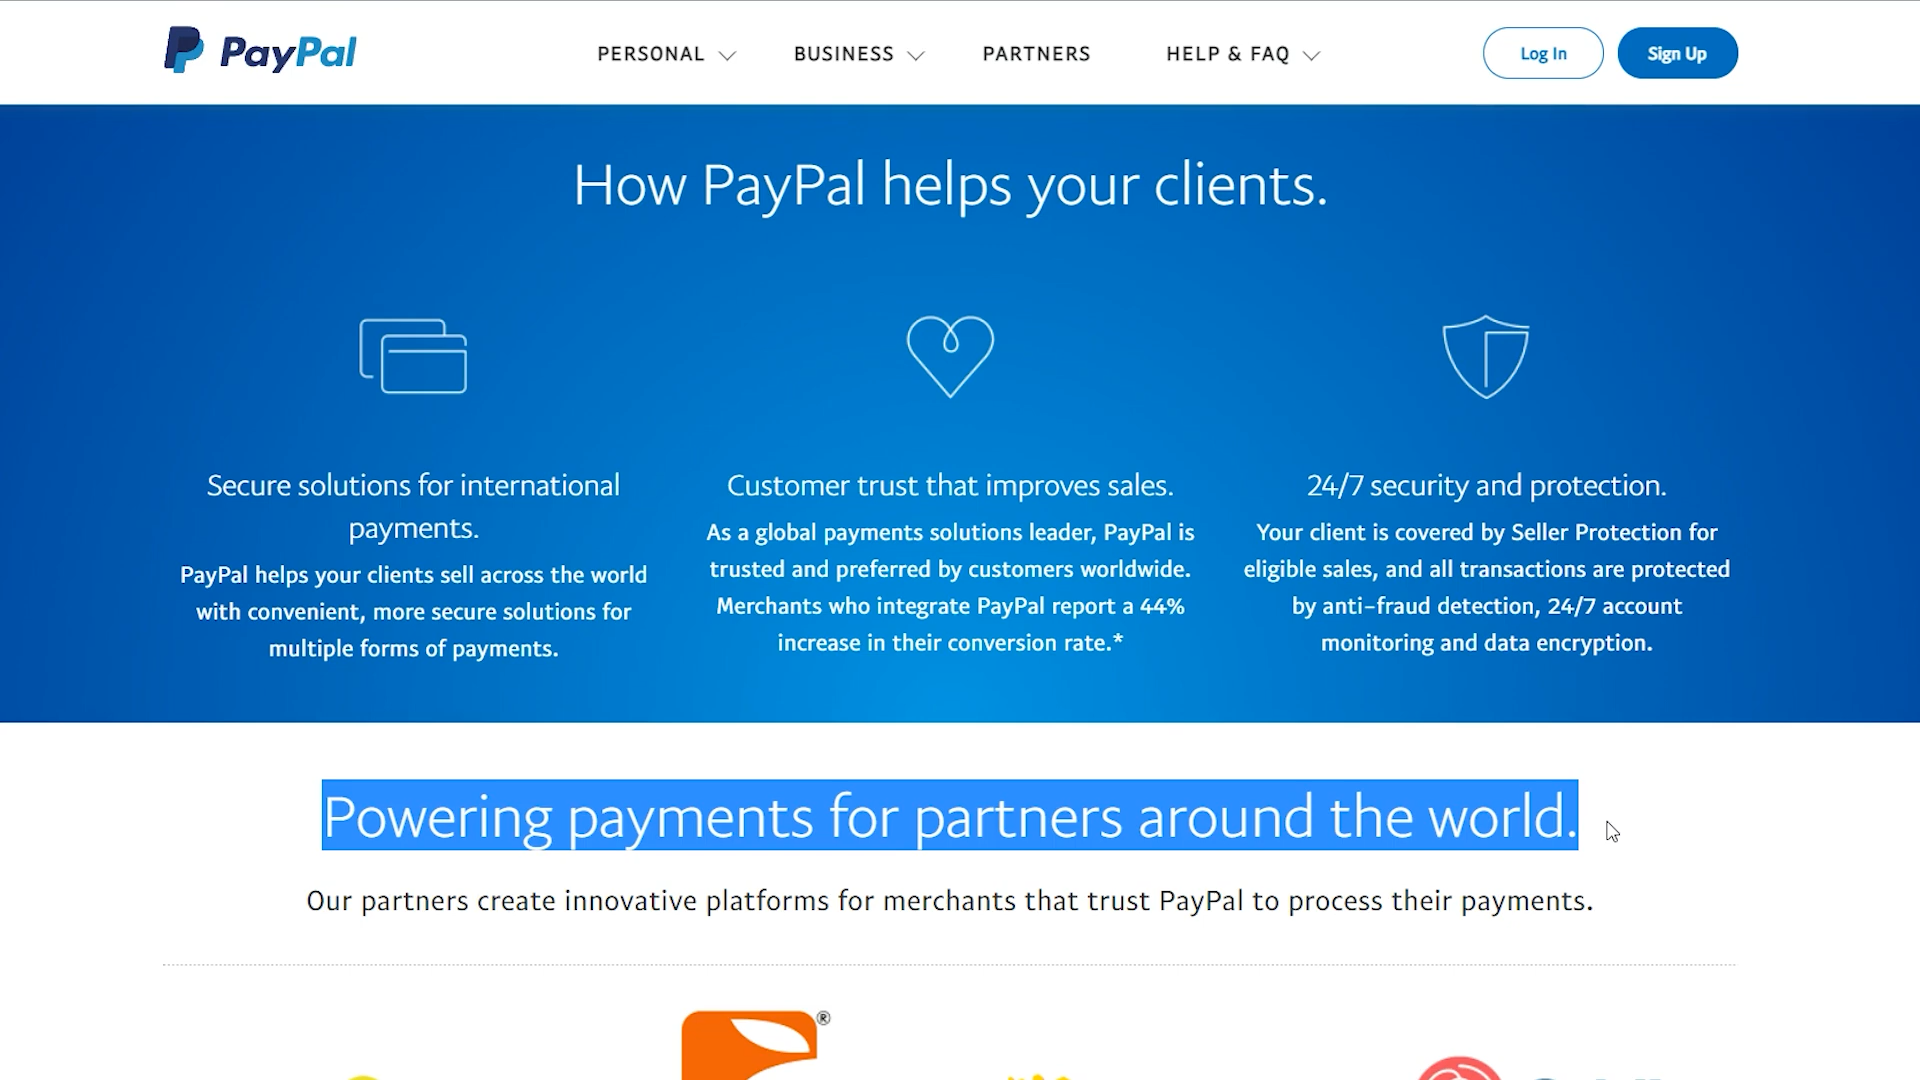 PayPal
PERSONAL
BUSINESS
PARTNERS
HELP & FAQ
Log In
Sign Up
How PayPal helps your clients.
Secure solutions for international
payments.
PayPal helps your clients sell across the world
with convenient, more secure solutions for
multiple forms of payments.
Customer trust that improves sales.
As a global payments solutions leader, PayPal is
trusted and preferred by customers worldwide.
Merchants who integrate PayPal report a 44%
increase in their conversion rate.*
24/7 security and protection.
Your client is covered by Seller Protection for
eligible sales, and all transactions are protected
by anti-fraud detection, 24/7 account
monitoring and data encryption.
Powering payments for partners around the world.
Our partners create innovative platforms for merchants that trust PayPal to process their payments.
®